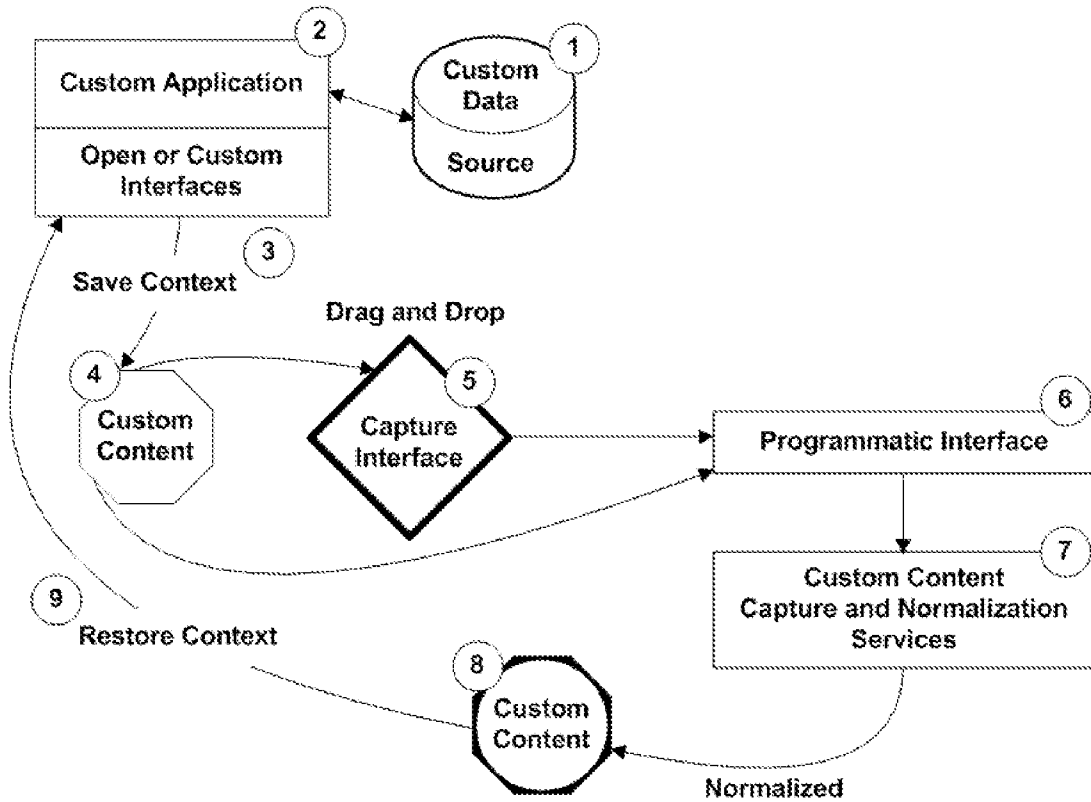 2
1
Custom Application
Custom
Data
Source
Open or Custom
Interfaces
3
Save Context
Drag and Drop
4
5
Custom
Content
Capture
Interface
6
Programmatic Interface
7
Custom Content
Capture and Normalization
Services
9
Restore Context
8
Custom
Content
Normalized